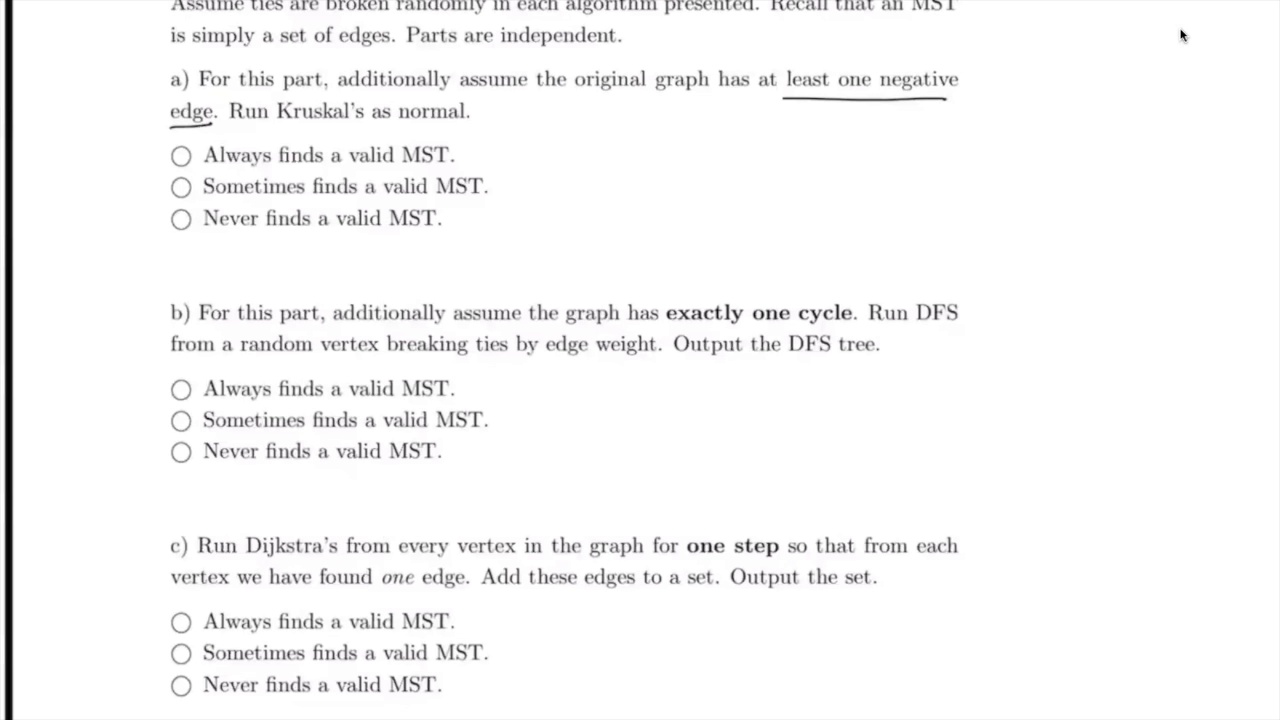 Assume ties are broken randomly in each algorithm presented. Recall that an MST
is simply a set of edges. Parts are independent.
a) For this part, additionally assume the original graph has at least one negative
edge. Run Kruskal's as normal.
Always finds a valid MST.
Sometimes finds a valid MST.
Never finds a valid MST.
b) For this part, additionally assume the graph has exactly one cycle. Run DFS
from a random vertex breaking ties by edge weight. Output the DFS tree.
Always finds a valid MST.
Sometimes finds a valid MST.
Never finds a valid MST.
c) Run Dijkstra's from every vertex in the graph for one step so that from each
vertex we have found one edge. Add these edges to a set. Output the set.
Always finds a valid MST.
Sometimes finds a valid MST.
Never finds a valid MST.